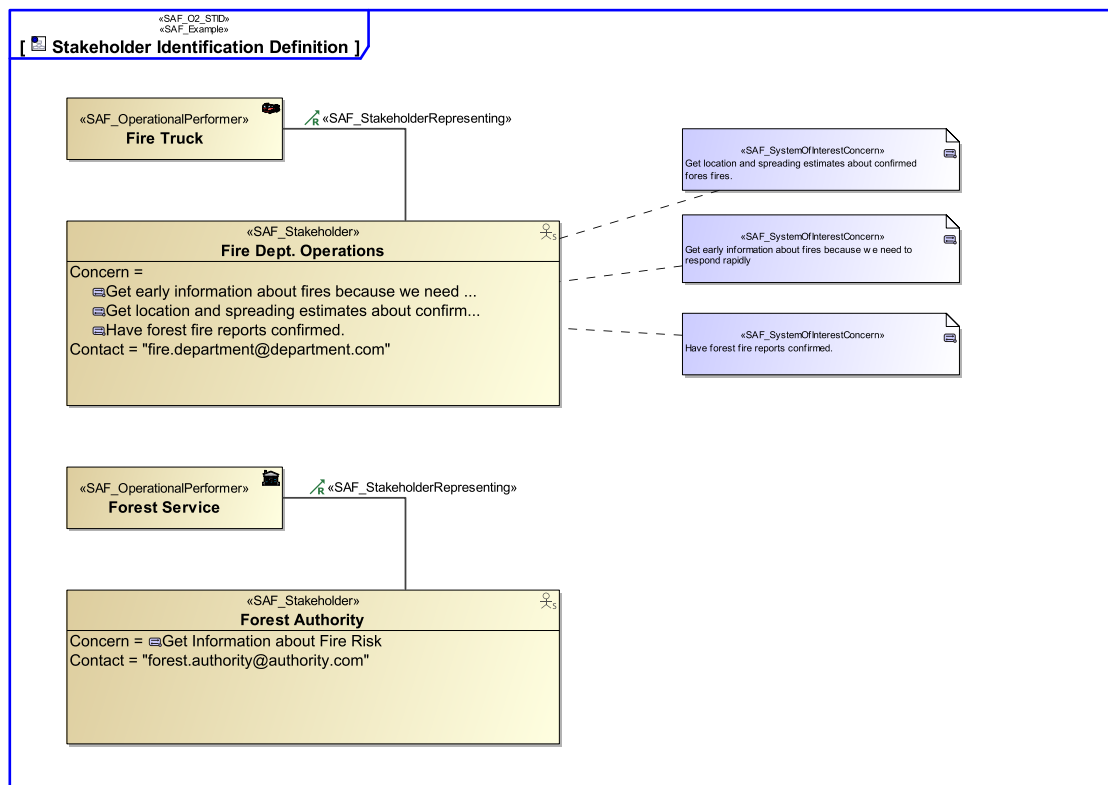 «SAF_O2_STID»
«SAF_Example»
[ Stakeholder Identification Definition ]
«SAF_OperationalPerformer»
Fire Truck
R «SAF_StakeholderRepresenting»
«SAF_SystemOfInterestConcern»
Get location and spreading estimates about confirmed
fores fires.
«SAF_Stakeholder»
Fire Dept. Operations
S
Concern =
Get early information about fires because we need ...
Get location and spreading estimates about confirm...
Have forest fire reports confirmed.
Contact = "fire.department@department.com"
«SAF_SystemOfInterestConcern»
Get early information about fires because we need to
respond rapidly
«SAF_SystemOfInterestConcern»
Have forest fire reports confirmed.
«SAF_OperationalPerformer»
Forest Service
R «SAF_StakeholderRepresenting»
«SAF_Stakeholder»
Forest Authority
S
Concern = Get Information about Fire Risk
Contact = "forest.authority@authority.com"